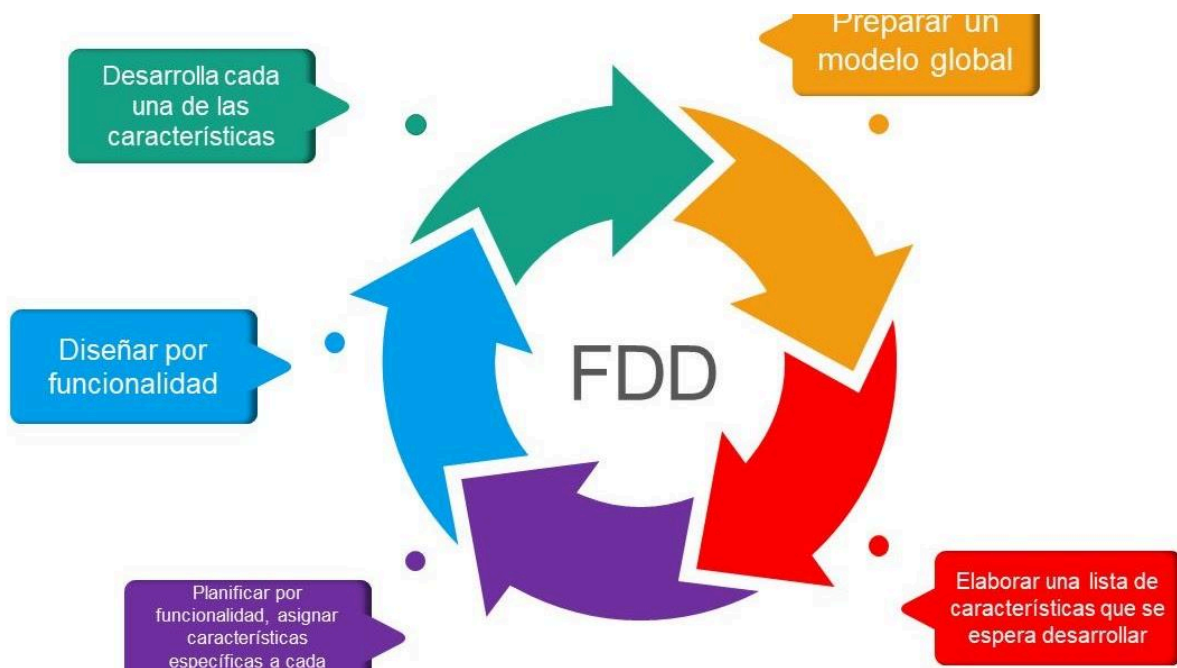 Preparar un
modelo global
Desarrolla cada
una de las
características
Diseñar por
funcionalidad
FDD
Planificar por
funcionalidad, asignar
características
específicas a cada
Elaborar una lista de
características que se
espera desarrollar